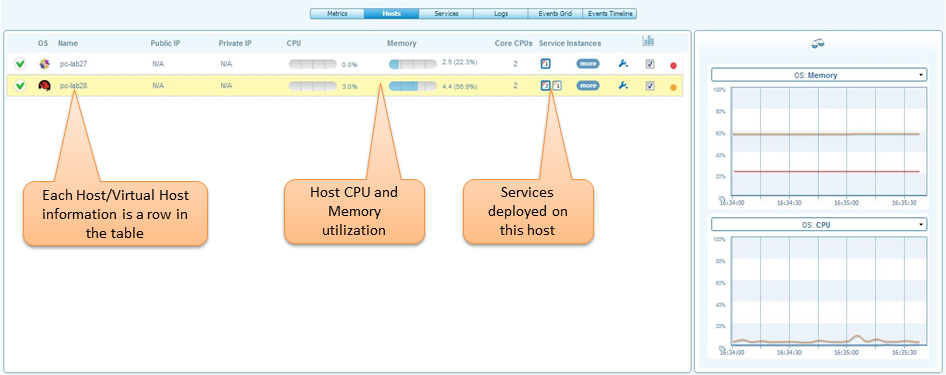 Metrics Hosts Services Logs Events Grid Events Timeline
OS Name Public IP Private IP CPU Memory Core CPUs Service Instances
pc-lab27 N/A N/A 0.0% 2.5 (22.3%) 2 1 more
pc-lab28 N/A N/A 3.0% 4.4 (56.9%) 2 1 more
Each Host/Virtual Host
information is a row in
the table
Host CPU and
Memory
utilization
Services
deployed on
this host
OS: Memory
100%
80%
60%
40%
20%
0%
16:34:00 16:34:30 16:35:00 16:35:30
OS: CPU
100%
80%
60%
40%
20%
0%
16:34:00 16:34:30 16:35:00 16:35:30